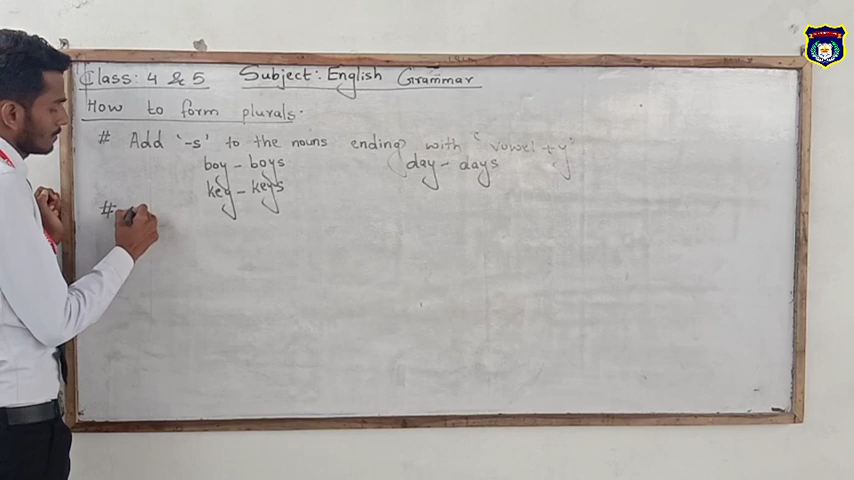 Class: 4 & 5 Subject: English Grammar
How to form plurals.
# Add '-s' to the nouns ending with 'vowel + y'
boy - boys day - days
key - keys
#